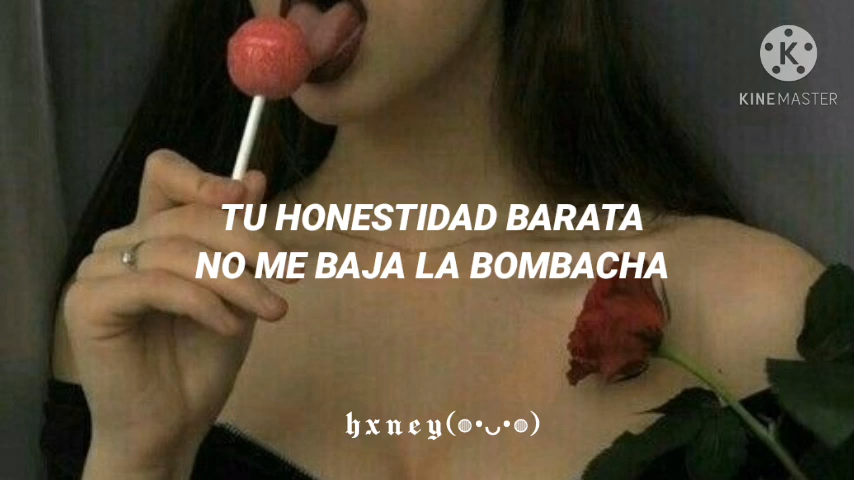 KINEMASTER
TU HONESTIDAD BARATA
NO ME BAJA LA BOMBACHA
𝖍𝖝𝖓𝖊𝖞(◍•ᴗ•◍)